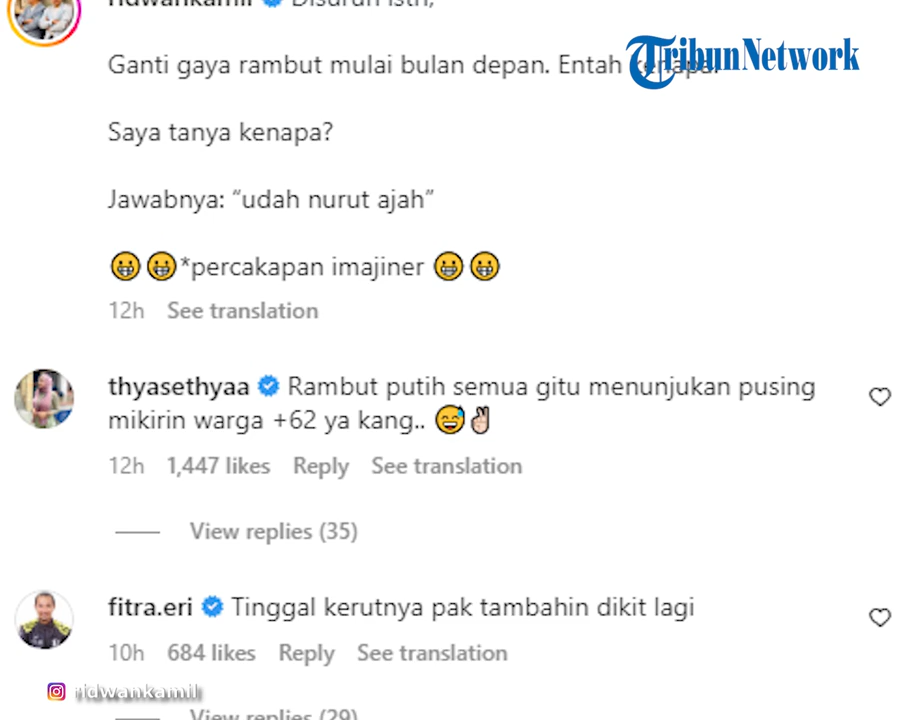 ridwankamil Disuruh istri,
Ganti gaya rambut mulai bulan depan. Entah kenapa.
TribunNetwork
Saya tanya kenapa?
Jawabnya: “udah nurut ajah”
😬😬*percakapan imajiner 😬😬
12h See translation
thyasethyaa Rambut putih semua gitu menunjukan pusing
mikirin warga +62 ya kang.. 😅✌🏻
12h 1,447 likes Reply See translation
View replies (35)
fitra.eri Tinggal kerutnya pak tambahin dikit lagi
10h 684 likes Reply See translation
ridwankamil
View replies (29)